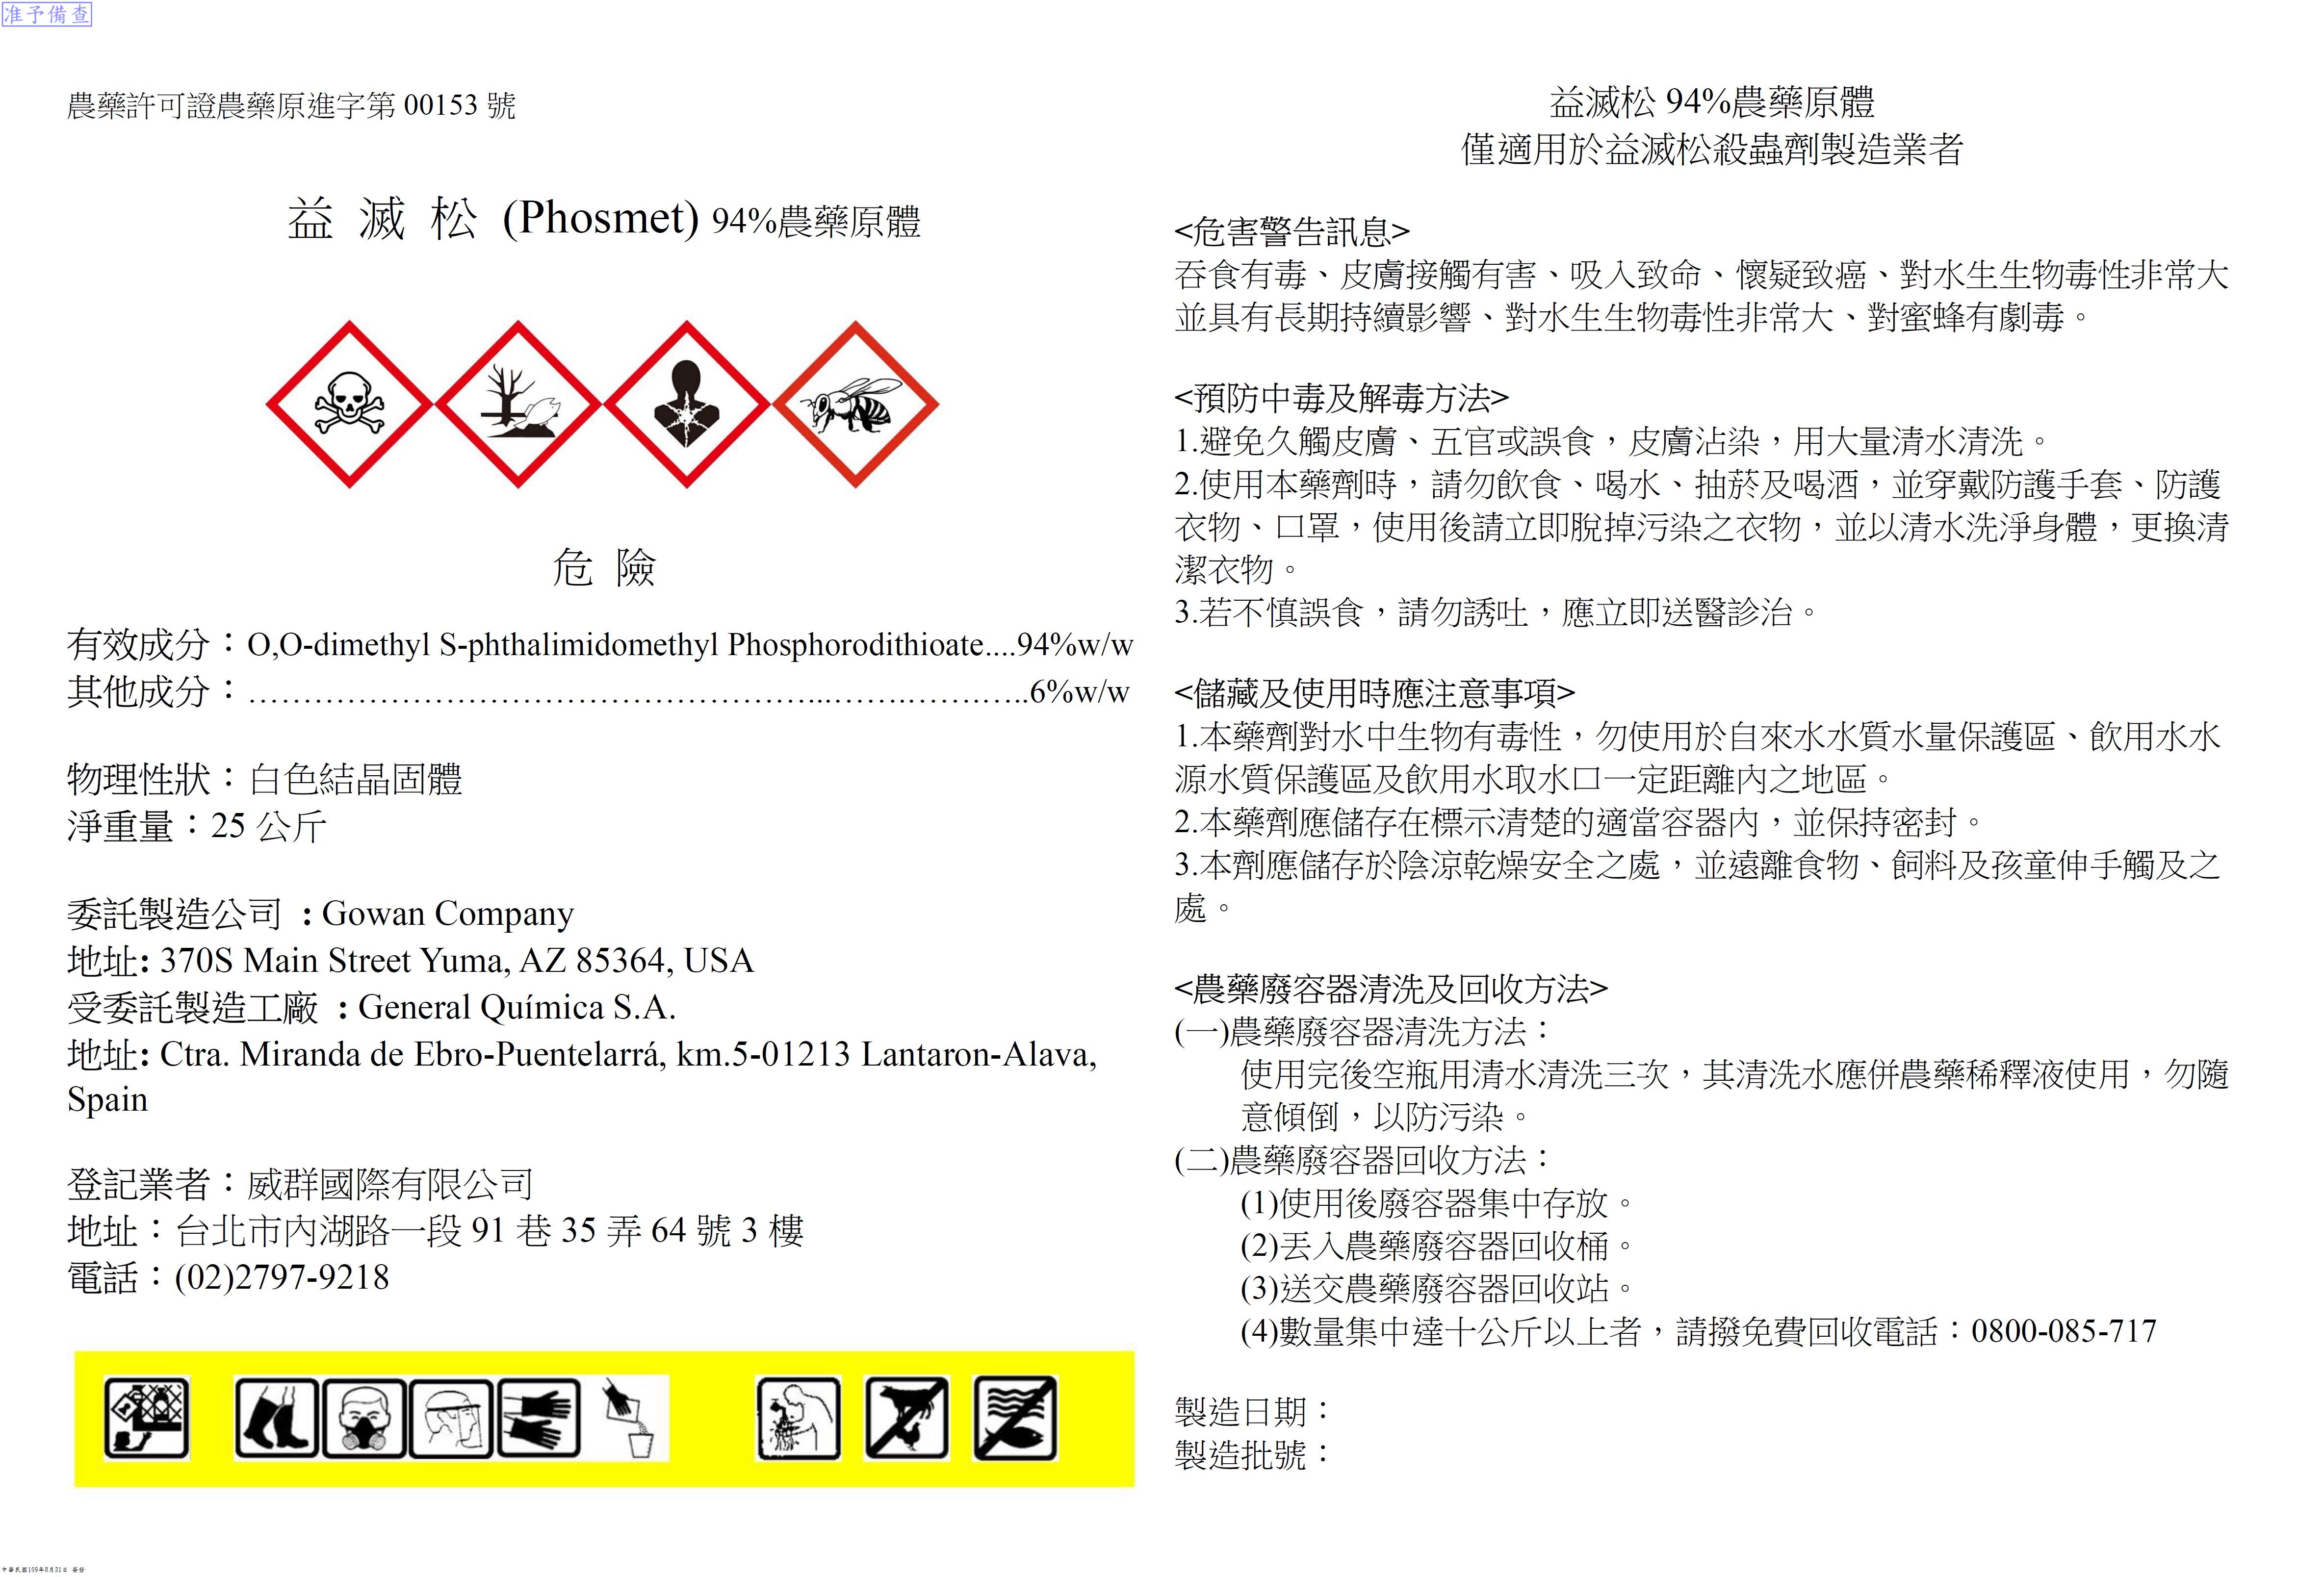 准予備查
農藥許可證農藥原進字第 00153 號
益 滅 松 (Phosmet) 94%農藥原體
危 險
有效成分：O,O-dimethyl S-phthalimidomethyl Phosphorodithioate....94%w/w
其他成分：……………………………………………...…….………….6%w/w
物理性狀：白色結晶固體
淨重量：25 公斤
委託製造公司 : Gowan Company
地址: 370S Main Street Yuma, AZ 85364, USA
受委託製造工廠 : General Química S.A.
地址: Ctra. Miranda de Ebro-Puentelarrá, km.5-01213 Lantaron-Alava,
Spain
登記業者：威群國際有限公司
地址：台北市內湖路一段 91 巷 35 弄 64 號 3 樓
電話：(02)2797-9218
益滅松 94%農藥原體
僅適用於益滅松殺蟲劑製造業者
<危害警告訊息>
吞食有毒、皮膚接觸有害、吸入致命、懷疑致癌、對水生生物毒性非常大
並具有長期持續影響、對水生生物毒性非常大、對蜜蜂有劇毒。
<預防中毒及解毒方法>
1.避免久觸皮膚、五官或誤食，皮膚沾染，用大量清水清洗。
2.使用本藥劑時，請勿飲食、喝水、抽菸及喝酒，並穿戴防護手套、防護
衣物、口罩，使用後請立即脫掉污染之衣物，並以清水洗淨身體，更換清
潔衣物。
3.若不慎誤食，請勿誘吐，應立即送醫診治。
<儲藏及使用時應注意事項>
1.本藥劑對水中生物有毒性，勿使用於自來水水質水量保護區、飲用水水
源水質保護區及飲用水取水口一定距離內之地區。
2.本藥劑應儲存在標示清楚的適當容器內，並保持密封。
3.本劑應儲存於陰涼乾燥安全之處，並遠離食物、飼料及孩童伸手觸及之
處。
<農藥廢容器清洗及回收方法>
(一)農藥廢容器清洗方法：
使用完後空瓶用清水清洗三次，其清洗水應併農藥稀釋液使用，勿隨
意傾倒，以防污染。
(二)農藥廢容器回收方法：
(1)使用後廢容器集中存放。
(2)丟入農藥廢容器回收桶。
(3)送交農藥廢容器回收站。
(4)數量集中達十公斤以上者，請撥免費回收電話：0800-085-717
製造日期：
製造批號：
中華民國109年8月31日 簽發